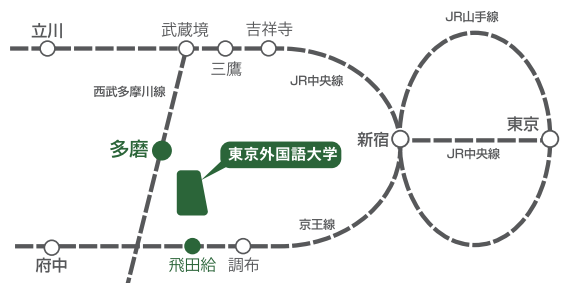 JR山手線
立川
武蔵境
吉祥寺
三鷹
JR中央線
西武多摩川線
多磨
東京外国語大学
新宿
東京
JR中央線
京王線
府中
飛田給
調布